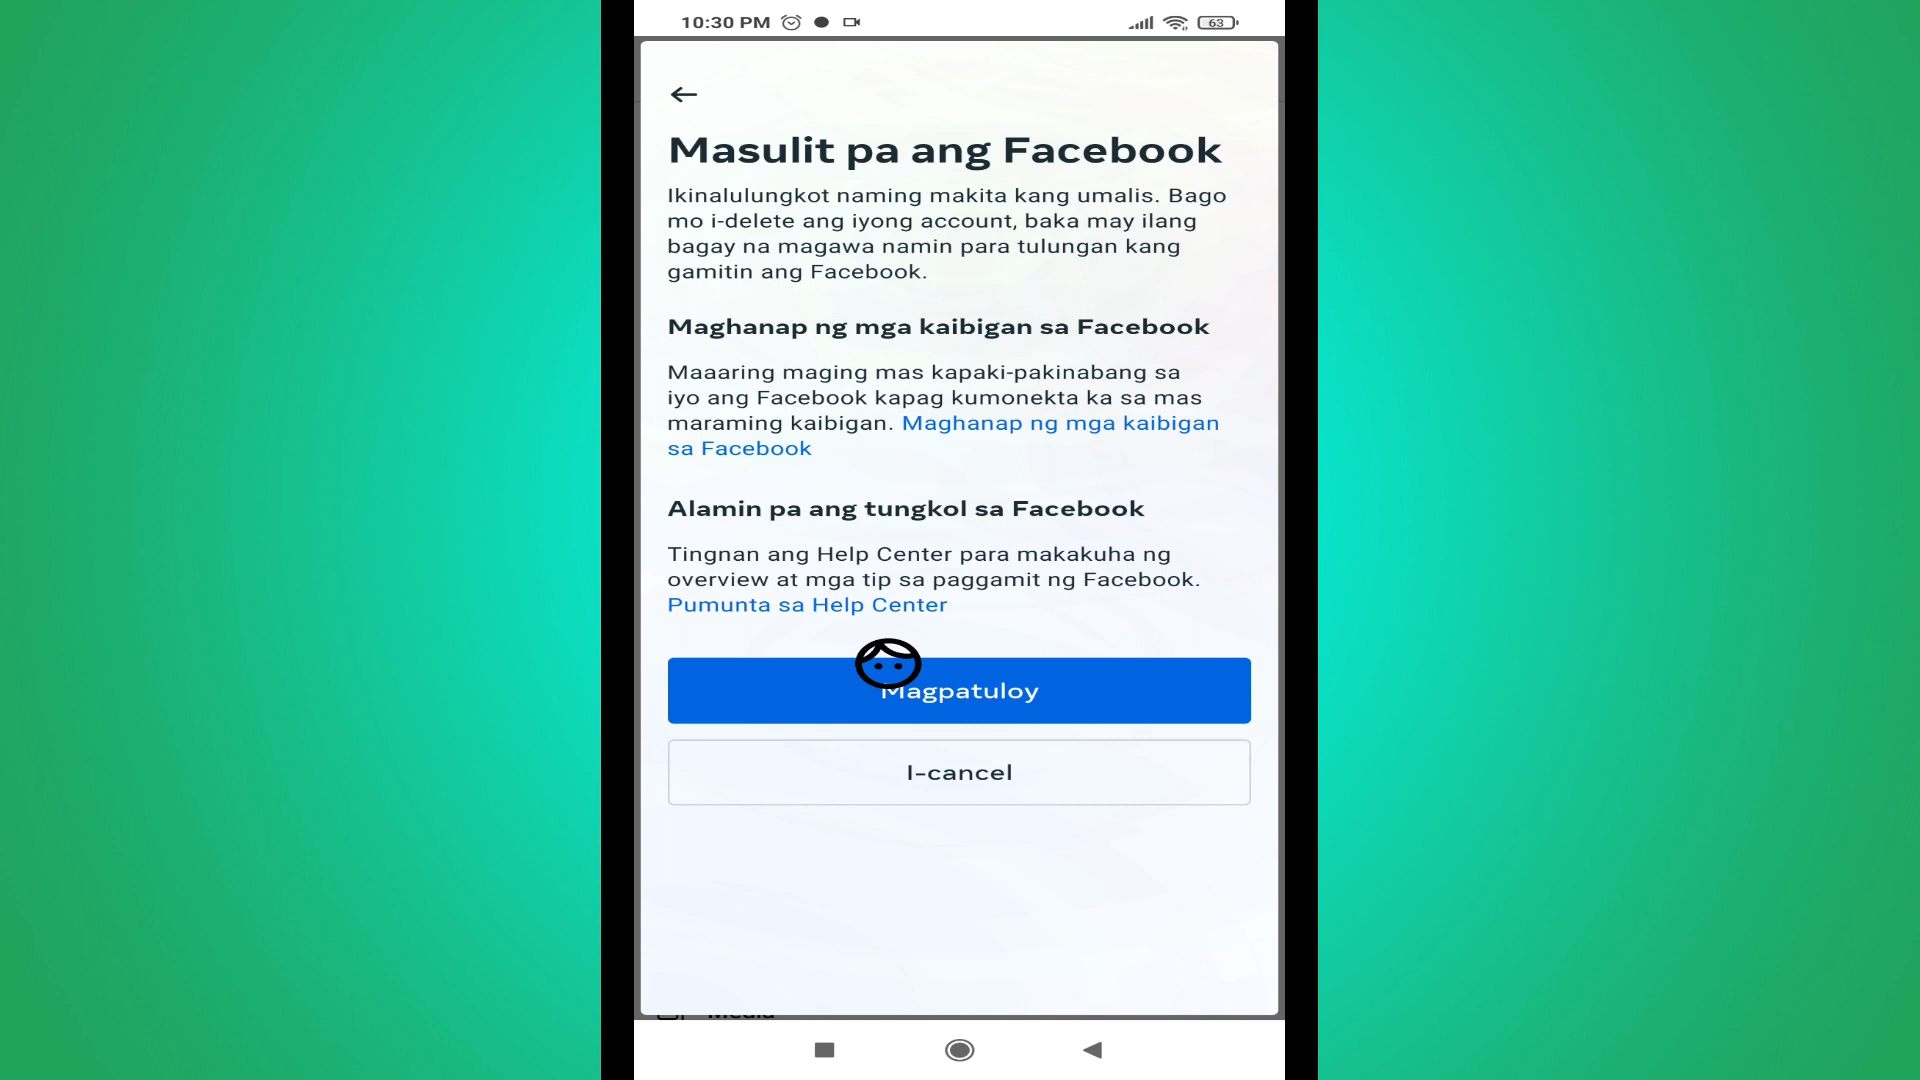 10:30 PM
63
Masulit pa ang Facebook
Ikinalulungkot naming makita kang umalis. Bago
mo i-delete ang iyong account, baka may ilang
bagay na magawa namin para tulungan kang
gamitin ang Facebook.
Maghanap ng mga kaibigan sa Facebook
Maaaring maging mas kapaki-pakinabang sa
iyo ang Facebook kapag kumonekta ka sa mas
maraming kaibigan. Maghanap ng mga kaibigan
sa Facebook
Alamin pa ang tungkol sa Facebook
Tingnan ang Help Center para makakuha ng
overview at mga tip sa paggamit ng Facebook.
Pumunta sa Help Center
Magpatuloy
I-cancel
Media